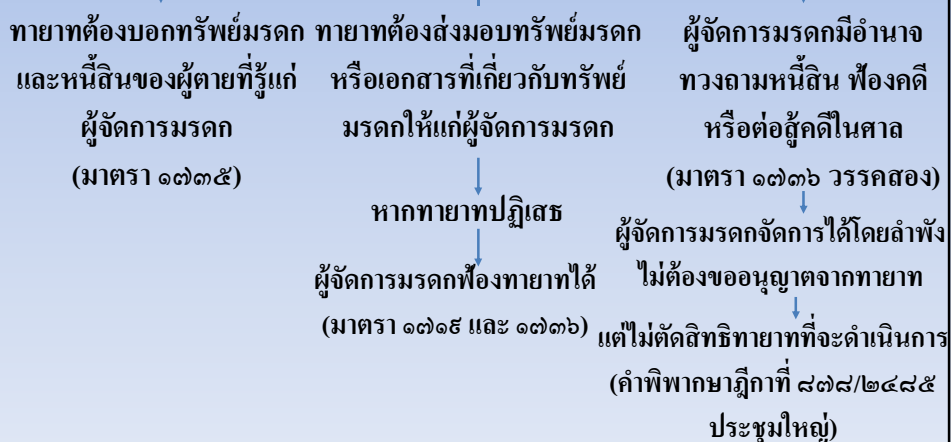 ทายาทต้องบอกทรัพย์มรดก
และหนี้สินของผู้ตายที่รู้แก่
ผู้จัดการมรดก
(มาตรา ๑๗๓๕)
ทายาทต้องส่งมอบทรัพย์มรดก
หรือเอกสารที่เกี่ยวกับทรัพย์
มรดกให้แก่ผู้จัดการมรดก
หากทายาทปฏิเสธ
ผู้จัดการมรดกฟ้องทายาทได้
(มาตรา ๑๗๑๙ และ ๑๗๓๖)
ผู้จัดการมรดกมีอำนาจ
ทวงถามหนี้สิน ฟ้องคดี
หรือต่อสู้คดีในศาล
(มาตรา ๑๗๓๖ วรรคสอง)
ผู้จัดการมรดกจัดการได้โดยลำพัง
ไม่ต้องขออนุญาตจากทายาท
แต่ไม่ตัดสิทธิทายาทที่จะดำเนินการ
(คำพิพากษาฎีกาที่ ๘๗๘/๒๔๘๕
ประชุมใหญ่)